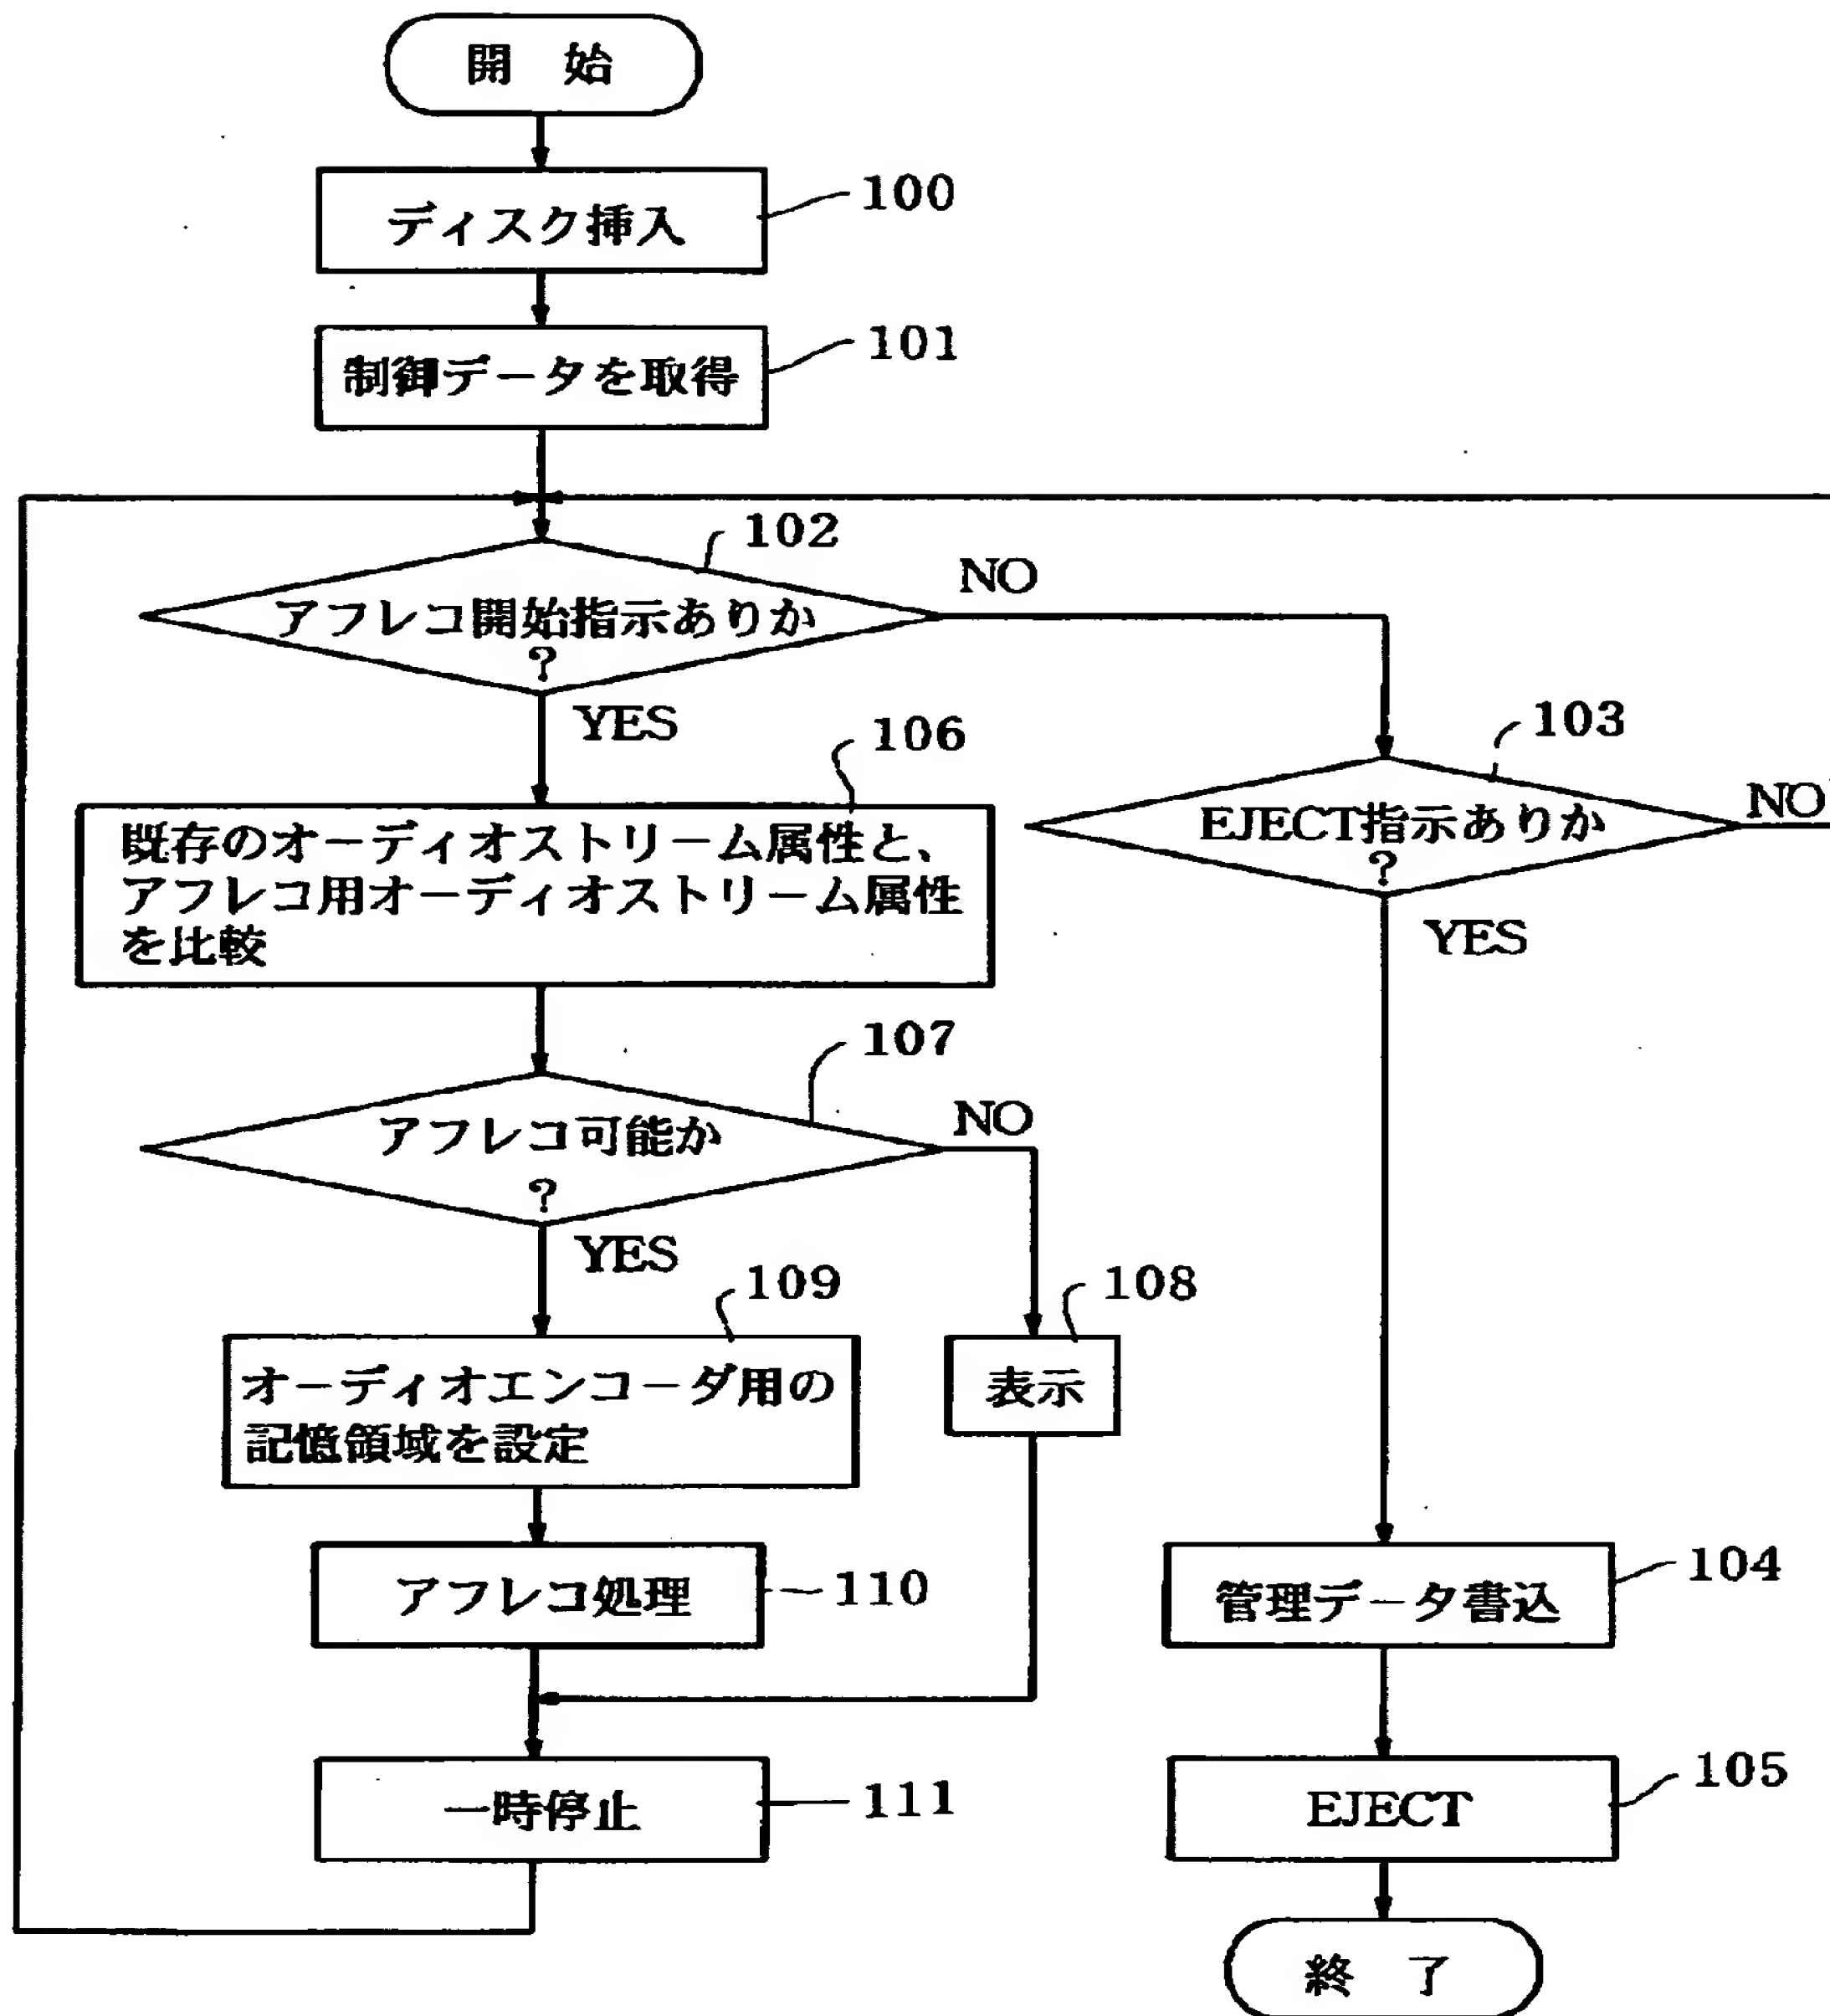 開 始
ディスク挿入
100
制御データを取得
101
102
アフレコ開始指示ありか
?
NO
YES
103
EJECT指示ありか
?
NO
YES
106
既存のオーディオストリーム属性と、
アフレコ用オーディオストリーム属性
を比較
107
アフレコ可能か
?
NO
YES
109
オーディオエンコーダ用の
記憶領域を設定
108
表示
アフレコ処理
110
管理データ書込
104
一時停止
111
EJECT
105
終 了